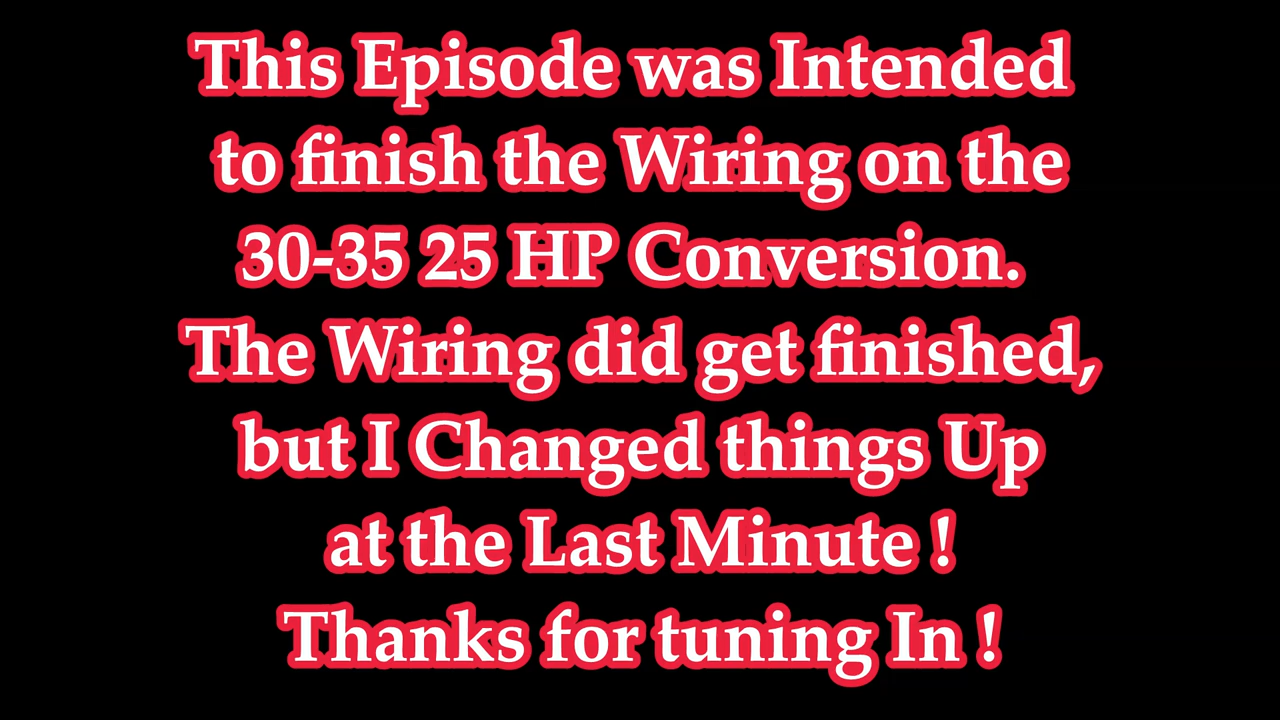 This Episode was Intended
to finish the Wiring on the
30-35 25 HP Conversion.
The Wiring did get finished,
but I Changed things Up
at the Last Minute !
Thanks for tuning In !